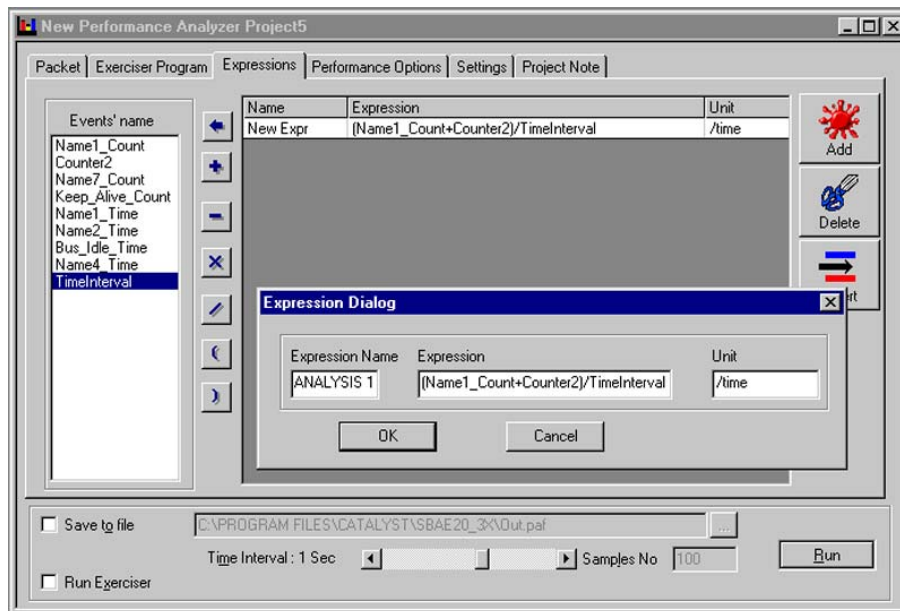 New Performance Analyzer Project5
Packet Exerciser Program Expressions Performance Options Settings Project Note
Events' name
Name1_Count
Counter2
Name7_Count
Keep_Alive_Count
Name1_Time
Name2_Time
Bus_Idle_Time
Name4_Time
TimeInterval
Name Expression Unit
New Expr (Name1_Count+Counter2)/TimeInterval /time
Add
Delete
rt
Expression Dialog
Expression Name Expression Unit
ANALYSIS 1 (Name1_Count+Counter2)/TimeInterval /time
OK Cancel
Save to file C:\PROGRAM FILES\CATALYST\SBAE20_3X\Out.paf ...
Time Interval : 1 Sec Samples No 100 Run
Run Exerciser